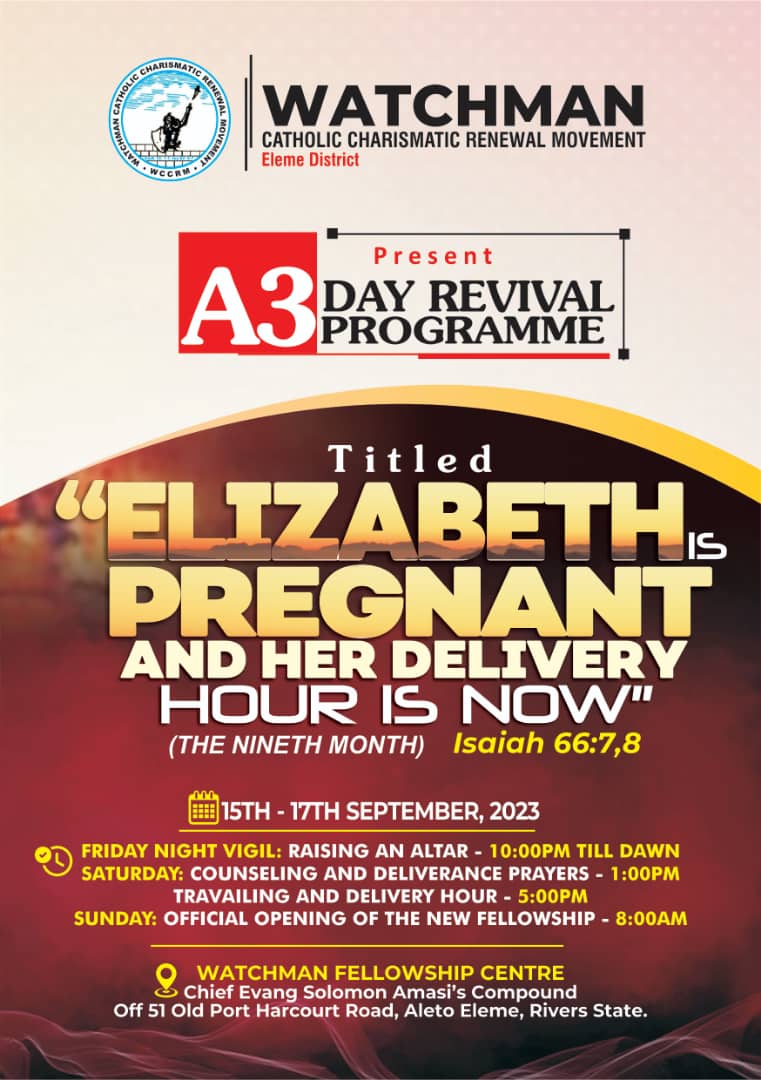 WATCHMAN CATHOLIC CHARISMATIC RENEWAL MOVEMENT
• WCCRM •
WATCHMAN
CATHOLIC CHARISMATIC RENEWAL MOVEMENT
Eleme District
Present
A3 DAY REVIVAL
PROGRAMME
Titled
“ELIZABETH IS
PREGNANT
AND HER DELIVERY
HOUR IS NOW"
(THE NINETH MONTH) Isaiah 66:7,8
15TH - 17TH SEPTEMBER, 2023
FRIDAY NIGHT VIGIL: RAISING AN ALTAR - 10:00PM TILL DAWN
SATURDAY: COUNSELING AND DELIVERANCE PRAYERS - 1:00PM
TRAVAILING AND DELIVERY HOUR - 5:00PM
SUNDAY: OFFICIAL OPENING OF THE NEW FELLOWSHIP - 8:00AM
WATCHMAN FELLOWSHIP CENTRE
Chief Evang Solomon Amasi's Compound
Off 51 Old Port Harcourt Road, Aleto Eleme, Rivers State.